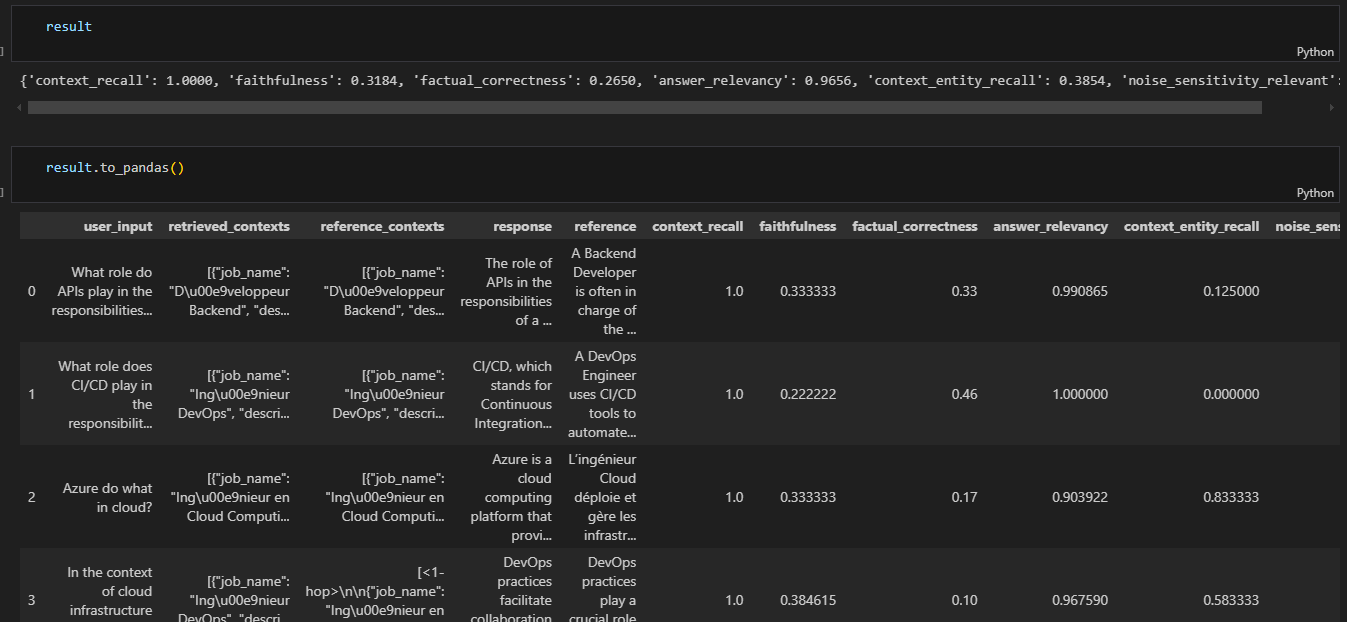 result
Python
{'context_recall': 1.0000, 'faithfulness': 0.3184, 'factual_correctness': 0.2650, 'answer_relevancy': 0.9656, 'context_entity_recall': 0.3854, 'noise_sensitivity_relevant':
result.to_pandas()
Python
user_input retrieved_contexts reference_contexts response reference context_recall faithfulness factual_correctness answer_relevancy context_entity_recall noise_sens
0
What role do
APIs play in the
responsibilities...
[{"job_name":
"D\u00e9veloppeur
Backend", "des...
[{"job_name":
"D\u00e9veloppeur
Backend", "des...
The role of
APIs in the
responsibilities
of a ...
A Backend
Developer
is often in
charge of
the ...
1.0 0.333333 0.33 0.990865 0.125000
1
What role does
CI/CD play in
the
responsibilit...
[{"job_name":
"Ing\u00e9nieur
DevOps", "descri...
[{"job_name":
"Ing\u00e9nieur
DevOps", "descri...
CI/CD, which
stands for
Continuous
Integration...
A DevOps
Engineer
uses CI/CD
tools to
automate...
1.0 0.222222 0.46 1.000000 0.000000
2
Azure do what
in cloud?
[{"job_name":
"Ing\u00e9nieur en
Cloud Computi...
[{"job_name":
"Ing\u00e9nieur en
Cloud Computi...
Azure is a
cloud
computing
platform that
provi...
L'ingénieur
Cloud
déploie et
gère les
infrastr...
1.0 0.333333 0.17 0.903922 0.833333
3
In the context
of cloud
infrastructure
[{"job_name":
"Ing\u00e9nieur
DevOps", "descri...
[<1-
hop>\n\n{"job_name":
"Ing\u00e9nieur en
DevOps
practices
facilitate
collaboration
DevOps
practices
play a
crucial role
1.0 0.384615 0.10 0.967590 0.583333